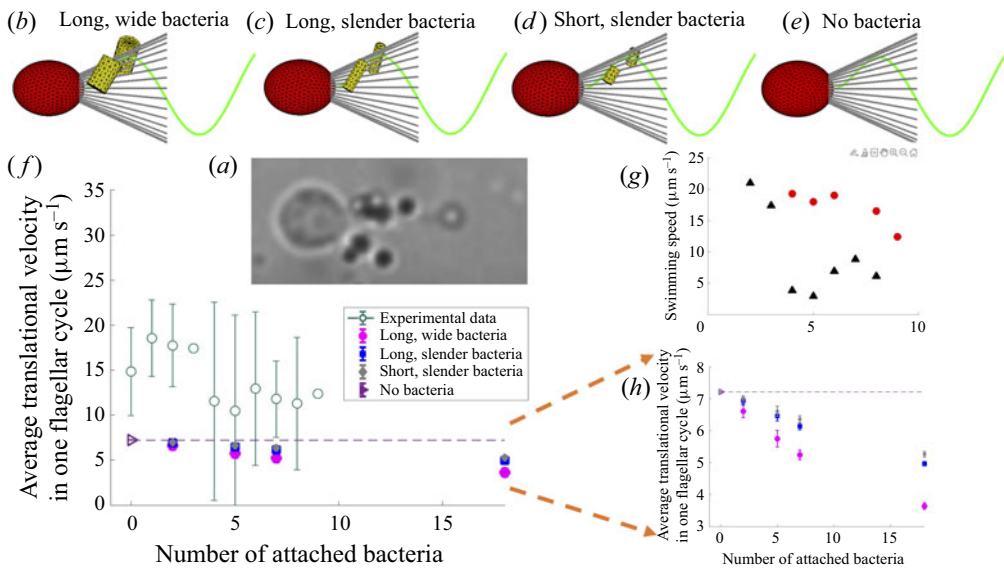 (b) Long, wide bacteria
(c) Long, slender bacteria
(d) Short, slender bacteria
(e) No bacteria
(f)
(a)
(g)
35
30
25
20
15
10
5
0
Average translational velocity
in one flagellar cycle (μm s⁻¹)
0 5 10 15
Number of attached bacteria
Experimental data
Long, wide bacteria
Long, slender bacteria
Short, slender bacteria
No bacteria
25
20
15
10
5
0
Swimming speed (μm s⁻¹)
0 5 10
(h)
8
7
6
5
4
3
Average translational velocity
in one flagellar cycle (μm s⁻¹)
0 5 10 15
Number of attached bacteria